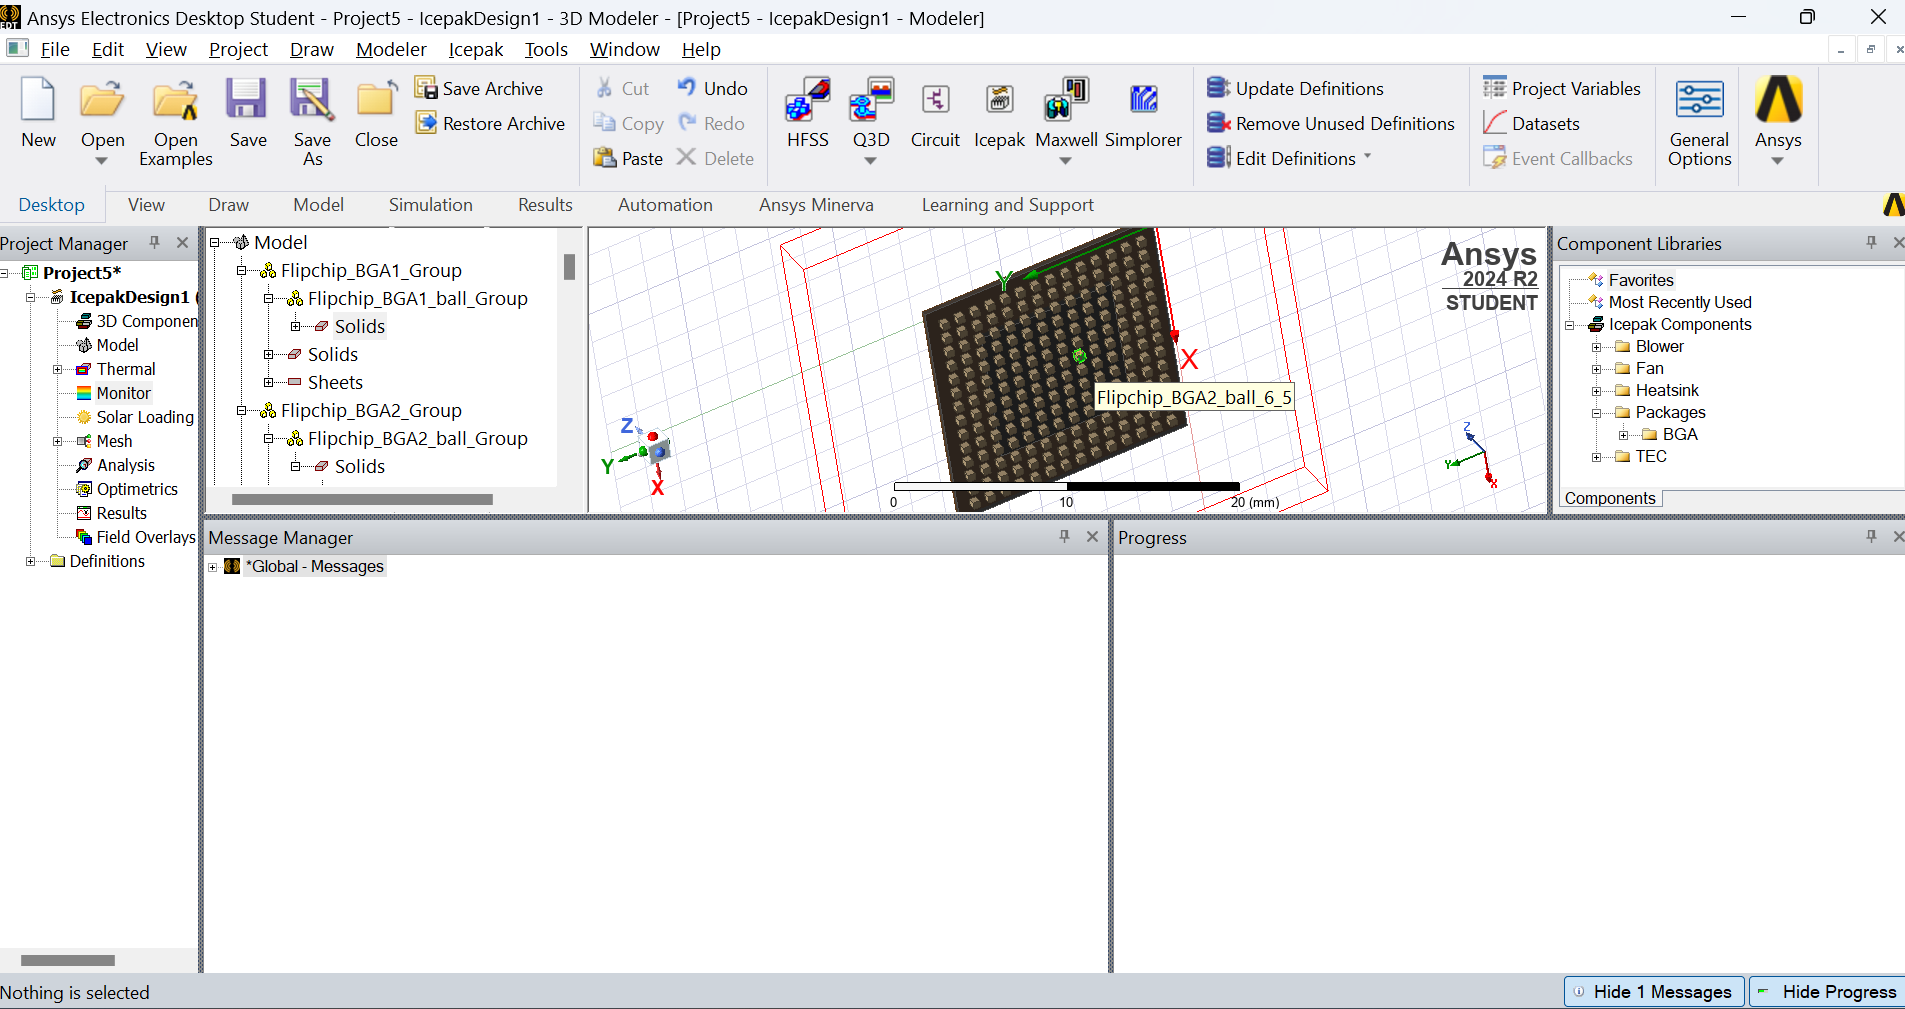 Ansys Electronics Desktop Student - Project5 - IcepakDesign1 - 3D Modeler - [Project5 - IcepakDesign1 - Modeler]
File Edit View Project Draw Modeler Icepak Tools Window Help
New
Open
Open Examples
Save
Save As
Close
Save Archive
Restore Archive
Cut
Copy
Paste
Undo
Redo
Delete
HFSS
Q3D
Circuit
Icepak
Maxwell
Simplorer
Update Definitions
Remove Unused Definitions
Edit Definitions
Project Variables
Datasets
Event Callbacks
General Options
Ansys
Desktop View Draw Model Simulation Results Automation Ansys Minerva Learning and Support
Project Manager
Project5*
IcepakDesign1 (
3D Componen
Model
Thermal
Monitor
Solar Loading
Mesh
Analysis
Optimetrics
Results
Field Overlays
Definitions
Model
Flipchip_BGA1_Group
Flipchip_BGA1_ball_Group
Solids
Solids
Sheets
Flipchip_BGA2_Group
Flipchip_BGA2_ball_Group
Solids
Y
X
Flipchip_BGA2_ball_6_5
Z
Y
X
0 10 20 (mm)
Z
Y
X
Ansys
2024 R2
STUDENT
Component Libraries
Favorites
Most Recently Used
Icepak Components
Blower
Fan
Heatsink
Packages
BGA
TEC
Components
Message Manager
*Global - Messages
Progress
Nothing is selected
Hide 1 Messages
Hide Progress